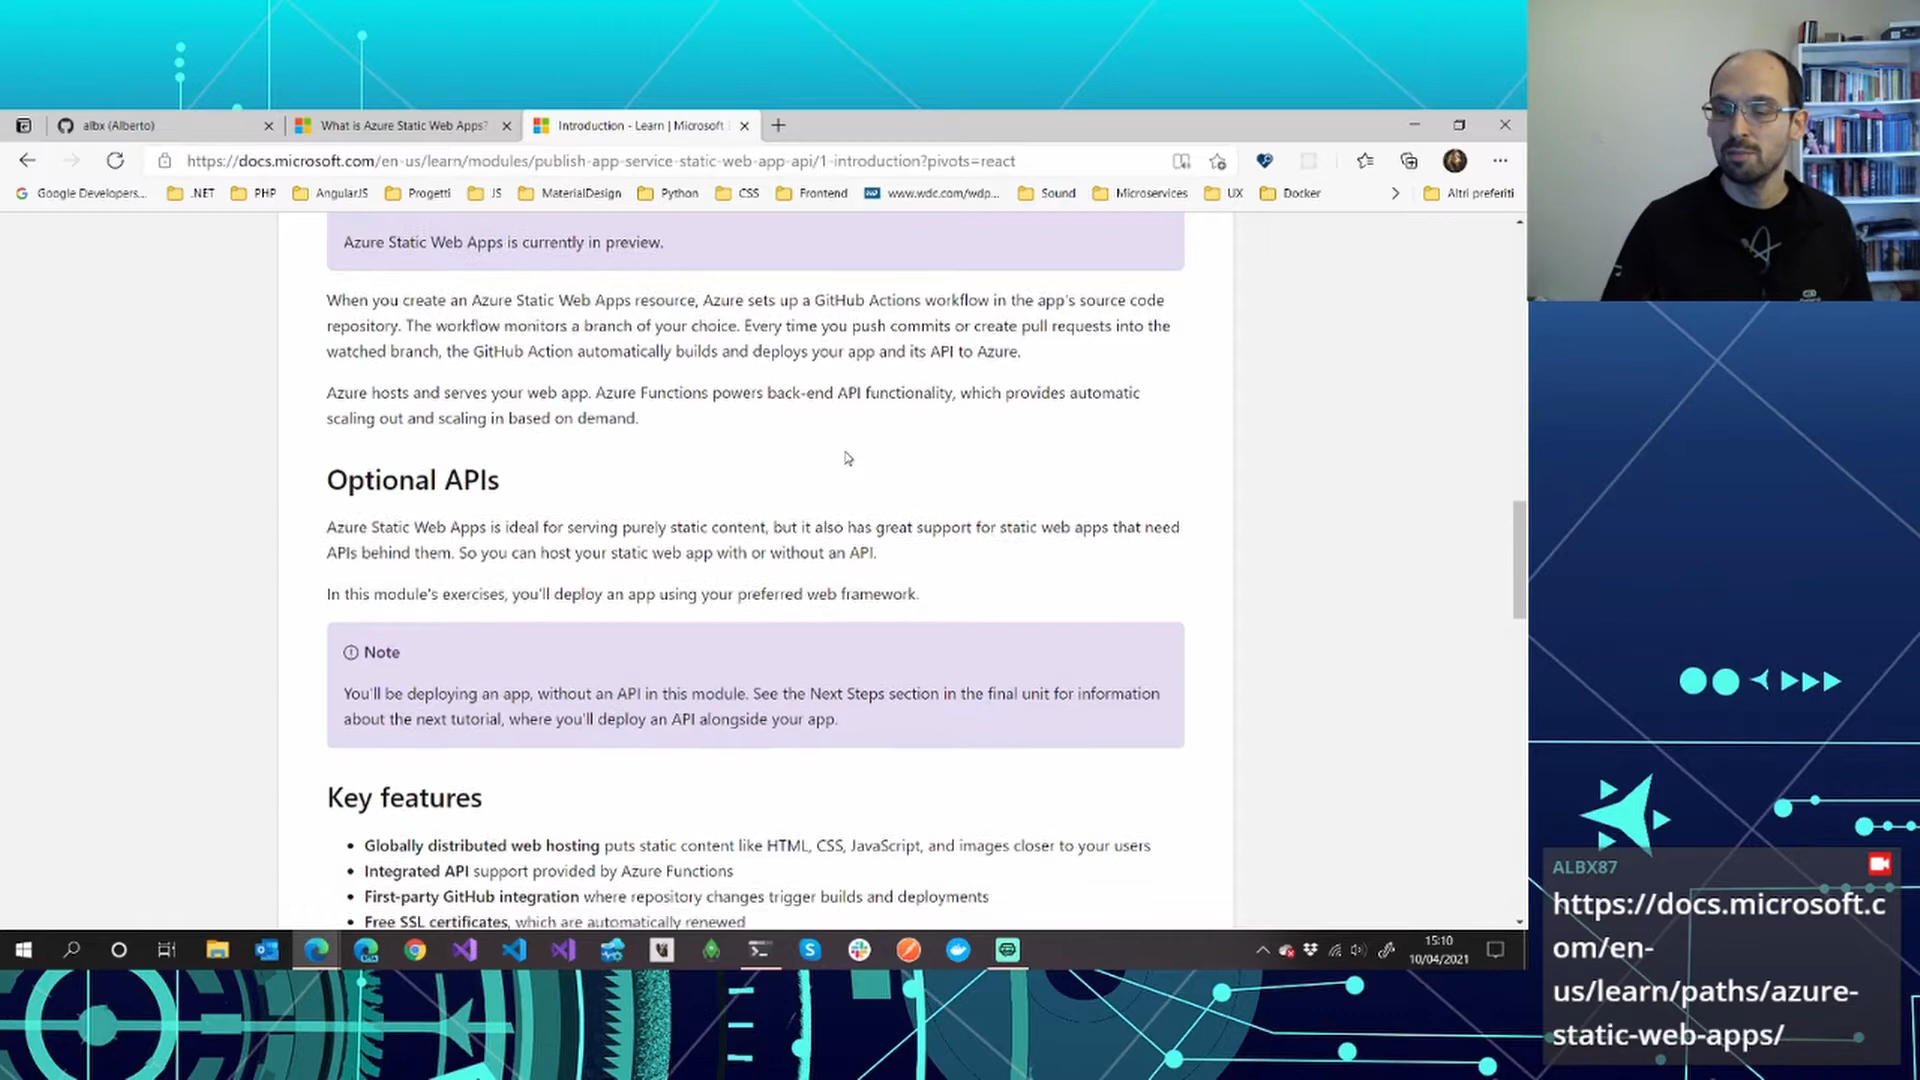 albx (Alberto)
What is Azure Static Web Apps?
Introduction - Learn | Microsoft
https://docs.microsoft.com/en-us/learn/modules/publish-app-service-static-web-app-api/1-introduction?pivots=react
Google Developers...
.NET
PHP
AngularJS
Progetti
JS
MaterialDesign
Python
CSS
Frontend
www.wdc.com/wdp...
Sound
Microservices
UX
Docker
Altri preferiti
Azure Static Web Apps is currently in preview.
When you create an Azure Static Web Apps resource, Azure sets up a GitHub Actions workflow in the app's source code
repository. The workflow monitors a branch of your choice. Every time you push commits or create pull requests into the
watched branch, the GitHub Action automatically builds and deploys your app and its API to Azure.
Azure hosts and serves your web app. Azure Functions powers back-end API functionality, which provides automatic
scaling out and scaling in based on demand.
Optional APIs
Azure Static Web Apps is ideal for serving purely static content, but it also has great support for static web apps that need
APIs behind them. So you can host your static web app with or without an API.
In this module's exercises, you'll deploy an app using your preferred web framework.
Note
You'll be deploying an app, without an API in this module. See the Next Steps section in the final unit for information
about the next tutorial, where you'll deploy an API alongside your app.
Key features
• Globally distributed web hosting puts static content like HTML, CSS, JavaScript, and images closer to your users
• Integrated API support provided by Azure Functions
• First-party GitHub integration where repository changes trigger builds and deployments
• Free SSL certificates, which are automatically renewed
15:10
10/04/2021
ALBX87
https://docs.microsoft.c
om/en-
us/learn/paths/azure-
static-web-apps/